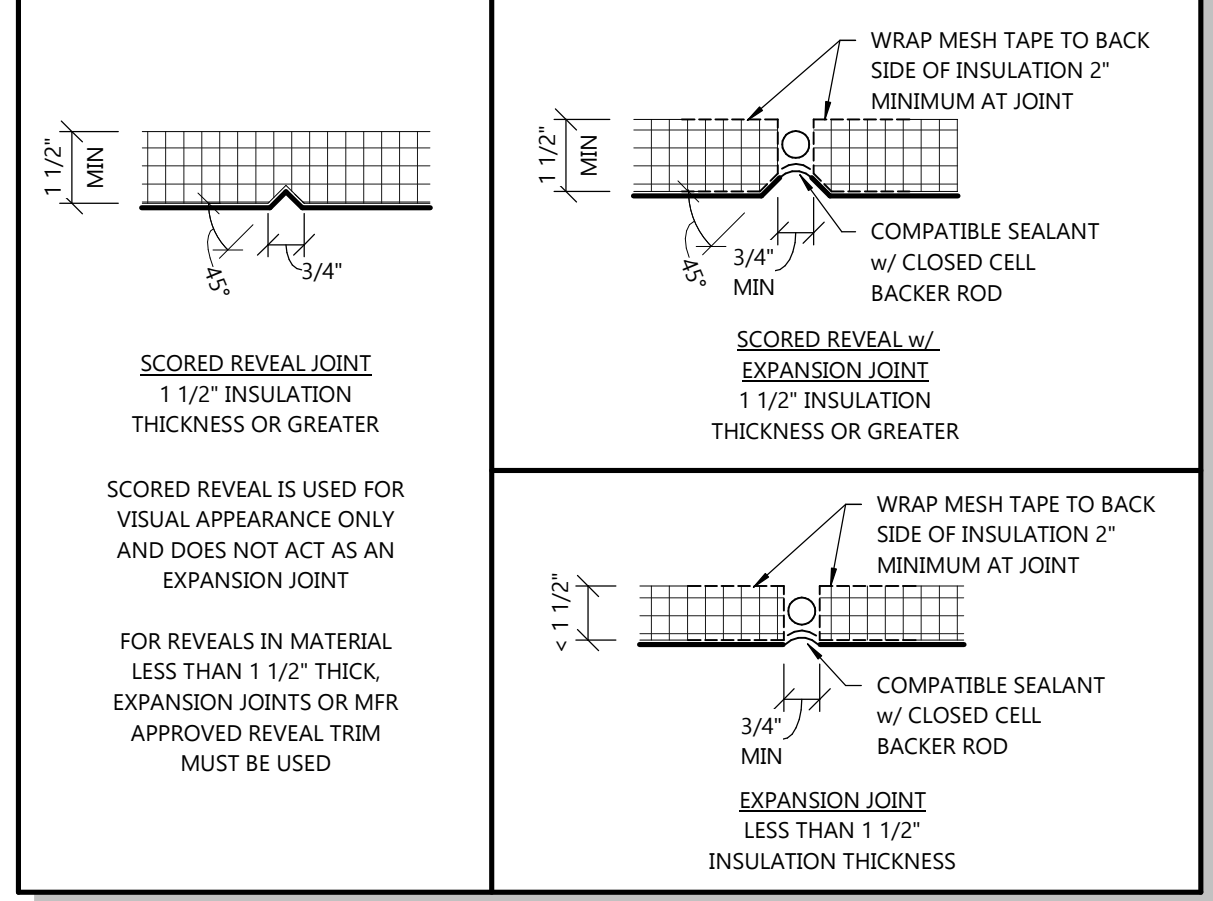 1 1/2"
MIN
45°
3/4"
SCORED REVEAL JOINT
1 1/2" INSULATION
THICKNESS OR GREATER
SCORED REVEAL IS USED FOR
VISUAL APPEARANCE ONLY
AND DOES NOT ACT AS AN
EXPANSION JOINT
FOR REVEALS IN MATERIAL
LESS THAN 1 1/2" THICK,
EXPANSION JOINTS OR MFR
APPROVED REVEAL TRIM
MUST BE USED
WRAP MESH TAPE TO BACK
SIDE OF INSULATION 2"
MINIMUM AT JOINT
1 1/2"
MIN
45°
3/4"
MIN
COMPATIBLE SEALANT
w/ CLOSED CELL
BACKER ROD
SCORED REVEAL w/
EXPANSION JOINT
1 1/2" INSULATION
THICKNESS OR GREATER
WRAP MESH TAPE TO BACK
SIDE OF INSULATION 2"
MINIMUM AT JOINT
< 1 1/2"
3/4"
MIN
COMPATIBLE SEALANT
w/ CLOSED CELL
BACKER ROD
EXPANSION JOINT
LESS THAN 1 1/2"
INSULATION THICKNESS